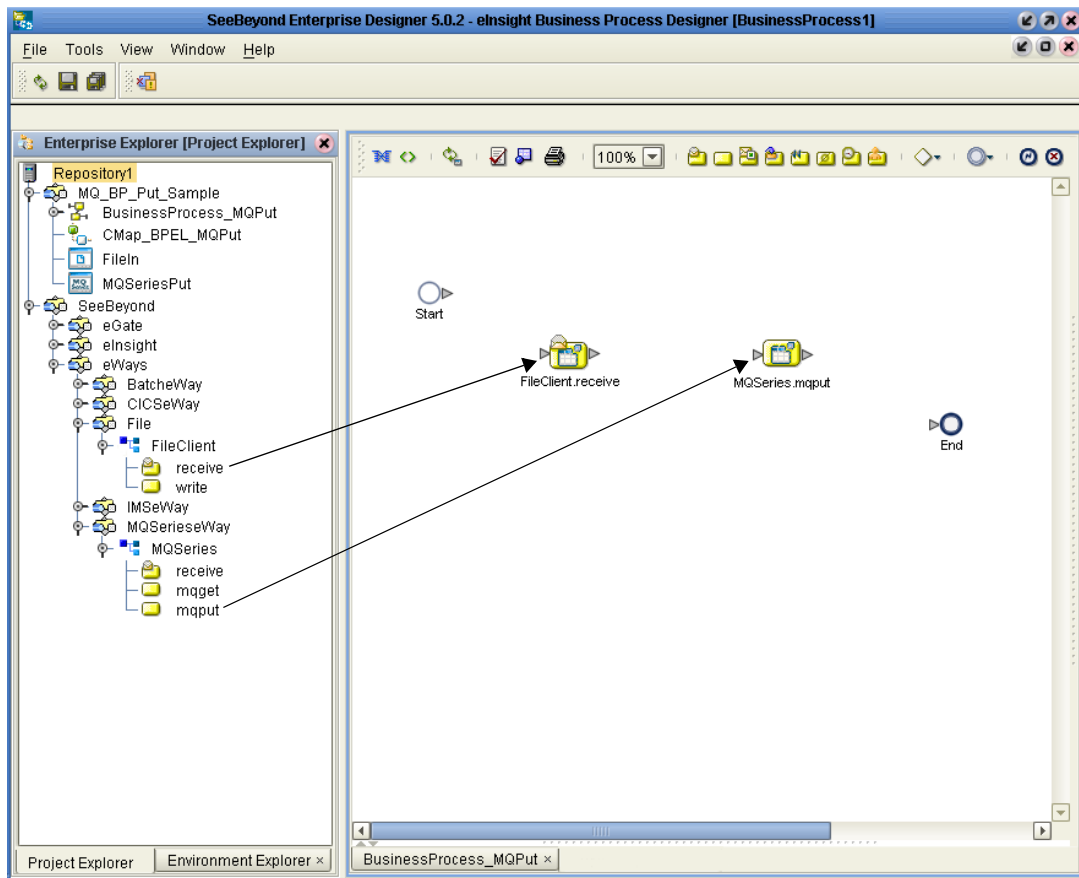 SeeBeyond Enterprise Designer 5.0.2 - eInsight Business Process Designer [BusinessProcess1]
File Tools View Window Help
Enterprise Explorer [Project Explorer]
100%
Repository1
MQ_BP_Put_Sample
BusinessProcess_MQPut
CMap_BPEL_MQPut
FileIn
MQSeriesPut
SeeBeyond
eGate
eInsight
eWays
BatcheWay
CICSeWay
File
FileClient
receive
write
IMSeWay
MQSerieseWay
MQSeries
receive
mqget
mqput
Start
FileClient.receive
MQSeries.mqput
End
Project Explorer
Environment Explorer ×
BusinessProcess_MQPut ×